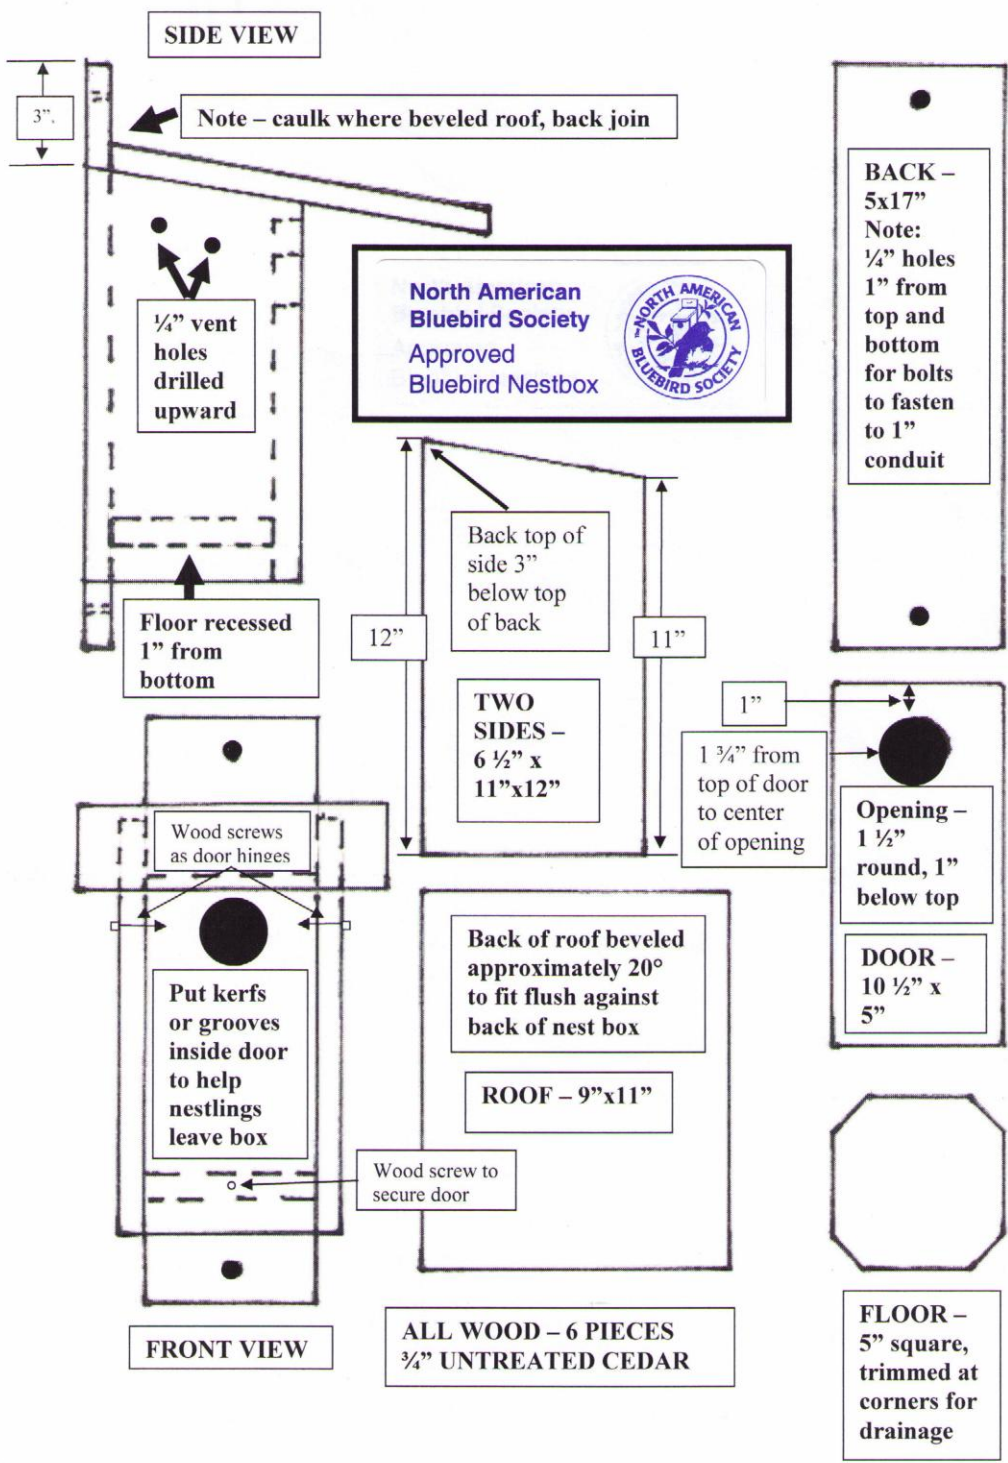 SIDE VIEW
3”.
Note – caulk where beveled roof, back join
¼” vent
holes
drilled
upward
Floor recessed
1” from
bottom
North American
Bluebird Society
Approved
Bluebird Nestbox
THE NORTH AMERICAN
BLUEBIRD SOCIETY
BACK –
5x17”
Note:
¼” holes
1” from
top and
bottom
for bolts
to fasten
to 1”
conduit
Back top of
side 3”
below top
of back
12”
11”
TWO
SIDES –
6 ½” x
11”x12”
1”
1 ¾” from
top of door
to center
of opening
Opening –
1 ½”
round, 1”
below top
DOOR –
10 ½” x
5”
Wood screws
as door hinges
Put kerfs
or grooves
inside door
to help
nestlings
leave box
Wood screw to
secure door
FRONT VIEW
Back of roof beveled
approximately 20°
to fit flush against
back of nest box
ROOF – 9”x11”
ALL WOOD – 6 PIECES
¾” UNTREATED CEDAR
FLOOR –
5” square,
trimmed at
corners for
drainage